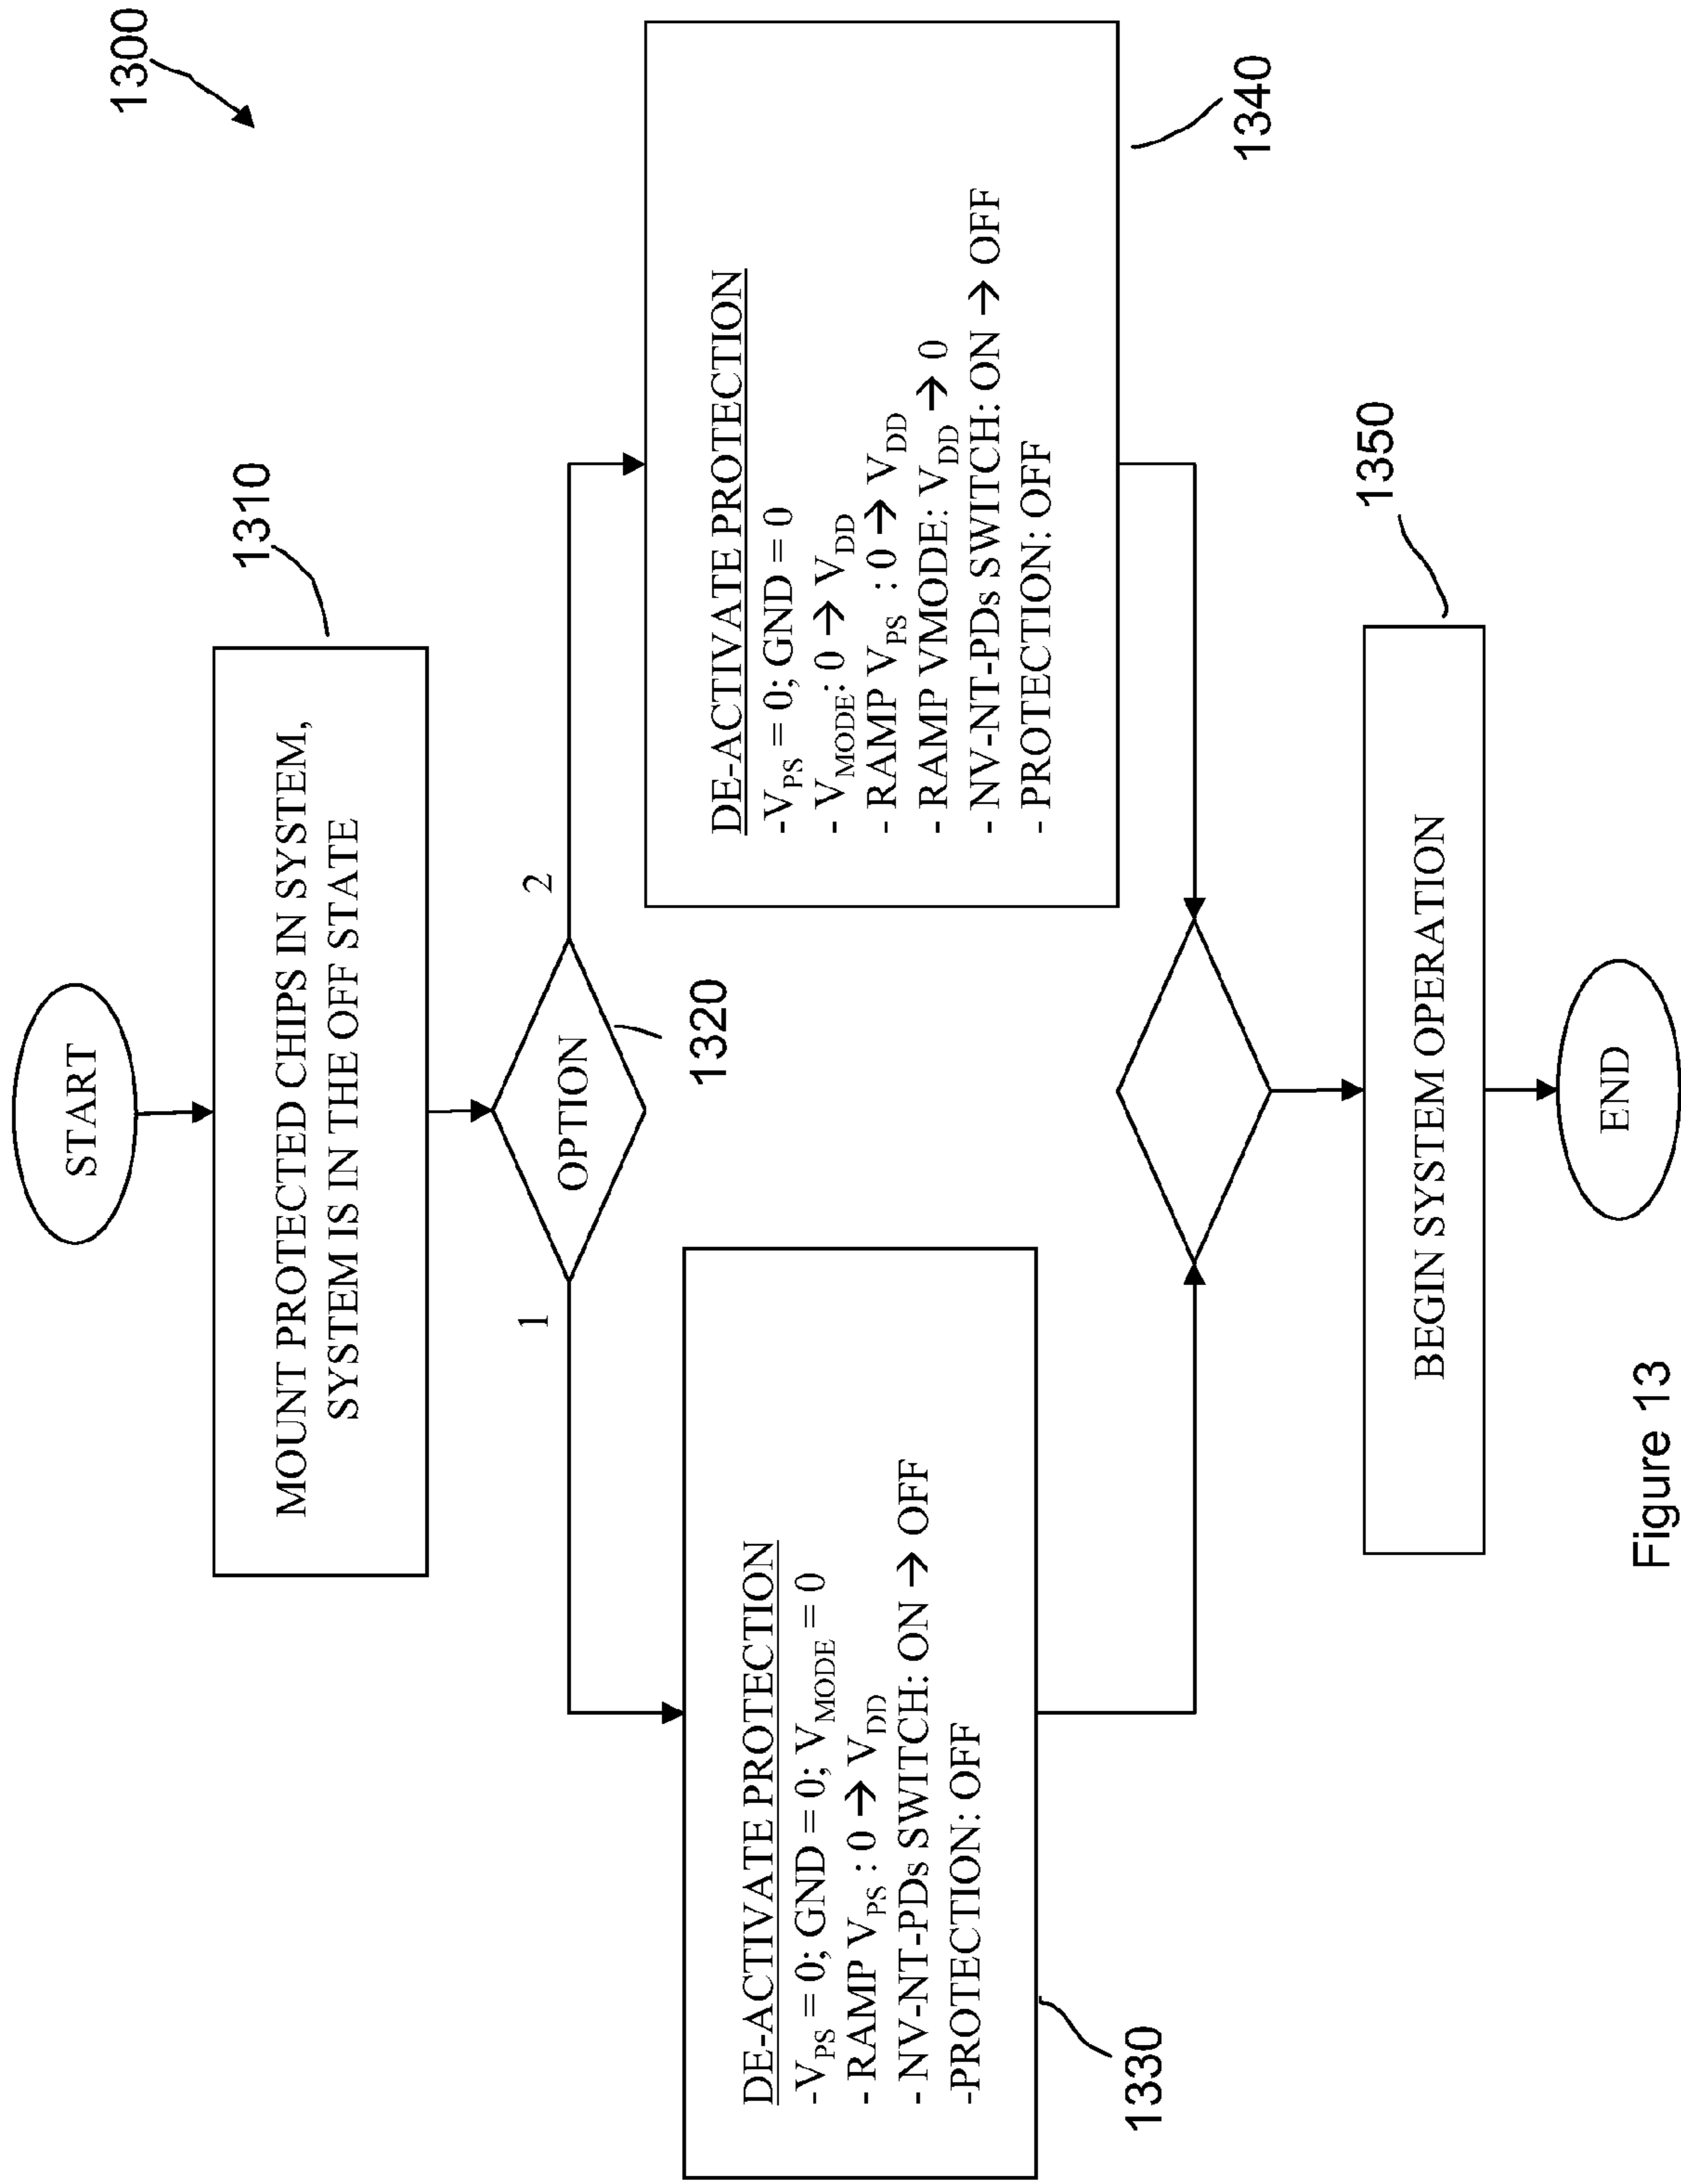 1300
START
MOUNT PROTECTED CHIPS IN SYSTEM,
SYSTEM IS IN THE OFF STATE
1310
OPTION
1320
1
2
DE-ACTIVATE PROTECTION
-V_PS = 0; GND = 0; V_MODE = 0
- RAMP V_PS : 0 → V_DD
- NV-NT-PDs SWITCH: ON → OFF
-PROTECTION: OFF
1330
DE-ACTIVATE PROTECTION
- V_PS = 0; GND = 0
- V_MODE: 0 → V_DD
- RAMP V_PS : 0 → V_DD
- RAMP VMODE: V_DD → 0
- NV-NT-PDs SWITCH: ON → OFF
- PROTECTION: OFF
1340
BEGIN SYSTEM OPERATION
1350
END
Figure 13